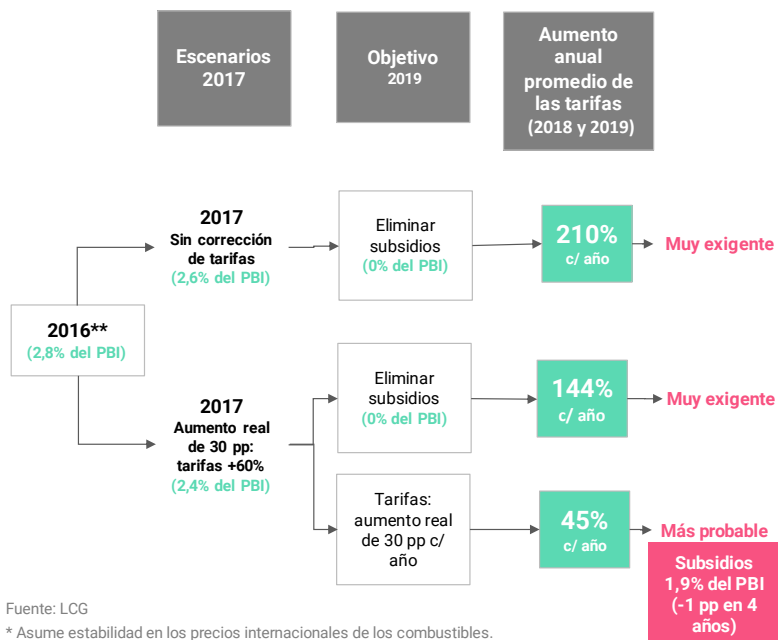 Escenarios
2017
Objetivo
2019
Aumento
anual
promedio de
las tarifas
(2018 y 2019)
2017
Sin corrección
de tarifas
(2,6% del PBI)
Eliminar
subsidios
(0% del PBI)
210%
c/ año
Muy exigente
2016**
(2,8% del PBI)
2017
Aumento real
de 30 pp:
tarifas +60%
(2,4% del PBI)
Eliminar
subsidios
(0% del PBI)
144%
c/ año
Muy exigente
Tarifas:
aumento real
de 30 pp c/
año
45%
c/ año
Más probable
Subsidios
1,9% del PBI
(-1 pp en 4
años)
Fuente: LCG
* Asume estabilidad en los precios internacionales de los combustibles.